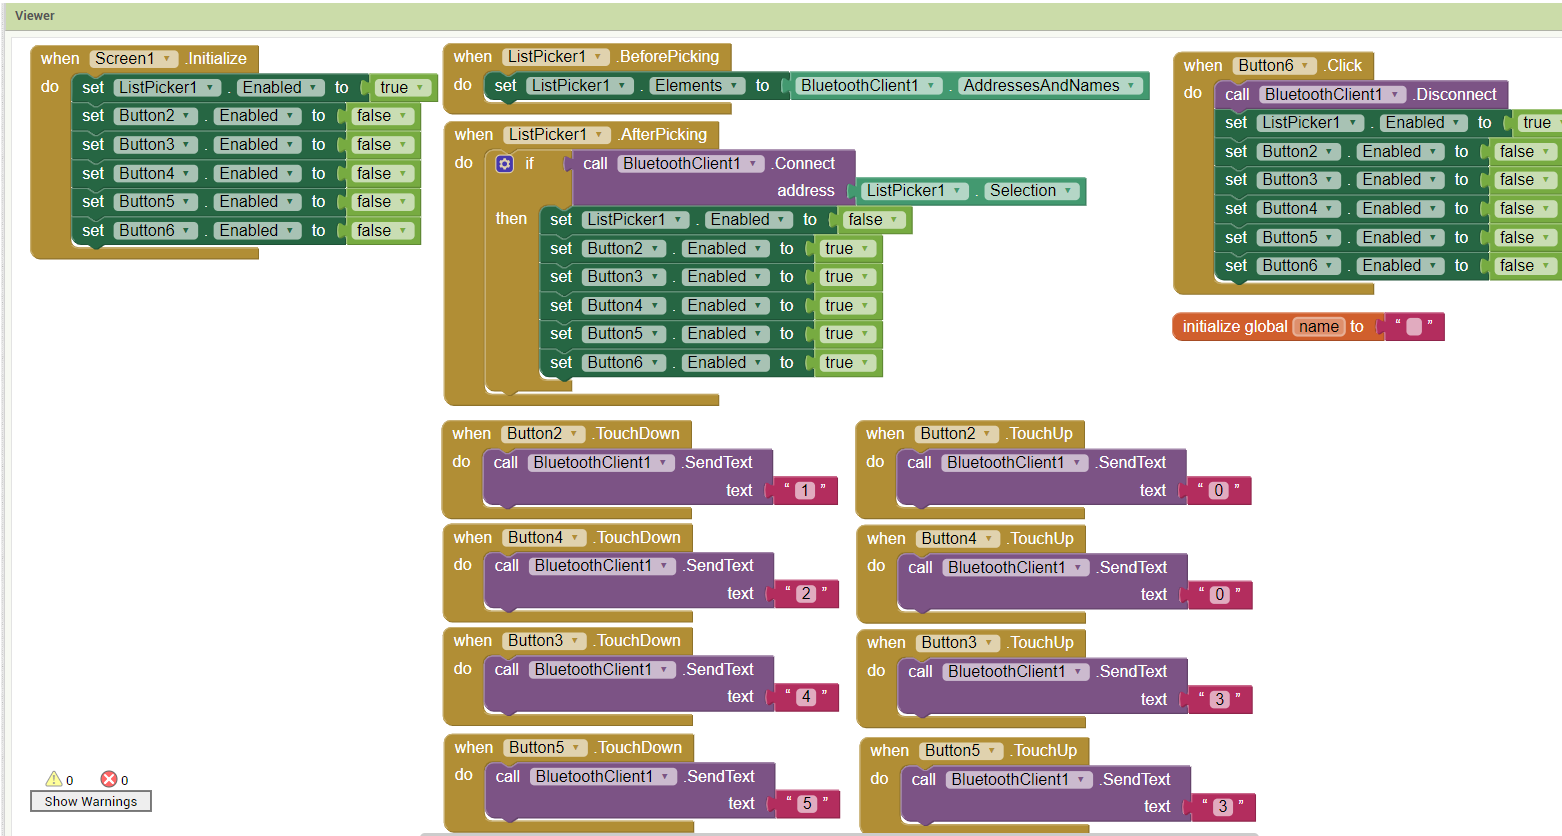 Viewer
when Screen1 .Initialize
do set ListPicker1 . Enabled to true
set Button2 . Enabled to false
set Button3 . Enabled to false
set Button4 . Enabled to false
set Button5 . Enabled to false
set Button6 . Enabled to false
when ListPicker1 .BeforePicking
do set ListPicker1 . Elements to BluetoothClient1 . AddressesAndNames
when ListPicker1 .AfterPicking
do if call BluetoothClient1 .Connect
address ListPicker1 . Selection
then set ListPicker1 . Enabled to false
set Button2 . Enabled to true
set Button3 . Enabled to true
set Button4 . Enabled to true
set Button5 . Enabled to true
set Button6 . Enabled to true
when Button6 .Click
do call BluetoothClient1 .Disconnect
set ListPicker1 . Enabled to true
set Button2 . Enabled to false
set Button3 . Enabled to false
set Button4 . Enabled to false
set Button5 . Enabled to false
set Button6 . Enabled to false
initialize global name to “ ”
when Button2 .TouchDown
do call BluetoothClient1 .SendText
text “ 1 ”
when Button2 .TouchUp
do call BluetoothClient1 .SendText
text “ 0 ”
when Button4 .TouchDown
do call BluetoothClient1 .SendText
text “ 2 ”
when Button4 .TouchUp
do call BluetoothClient1 .SendText
text “ 0 ”
when Button3 .TouchDown
do call BluetoothClient1 .SendText
text “ 4 ”
when Button3 .TouchUp
do call BluetoothClient1 .SendText
text “ 3 ”
when Button5 .TouchDown
do call BluetoothClient1 .SendText
text “ 5 ”
when Button5 .TouchUp
do call BluetoothClient1 .SendText
text “ 3 ”
0 0
Show Warnings